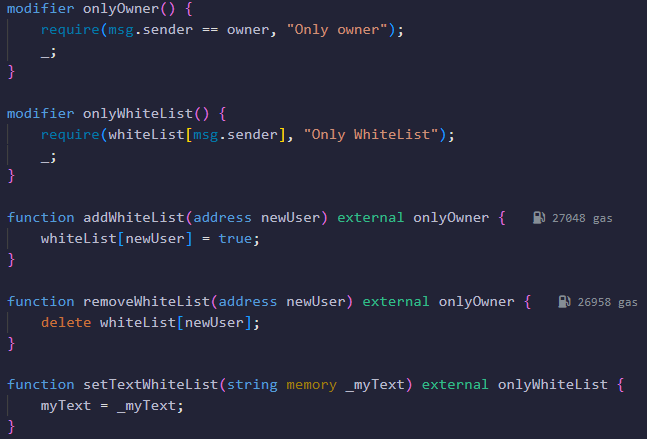 modifier onlyOwner() {
    require(msg.sender == owner, "Only owner");
    _;
}

modifier onlyWhiteList() {
    require(whiteList[msg.sender], "Only WhiteList");
    _;
}

function addWhiteList(address newUser) external onlyOwner { 27048 gas
    whiteList[newUser] = true;
}

function removeWhiteList(address newUser) external onlyOwner { 26958 gas
    delete whiteList[newUser];
}

function setTextWhiteList(string memory _myText) external onlyWhiteList {
    myText = _myText;
}